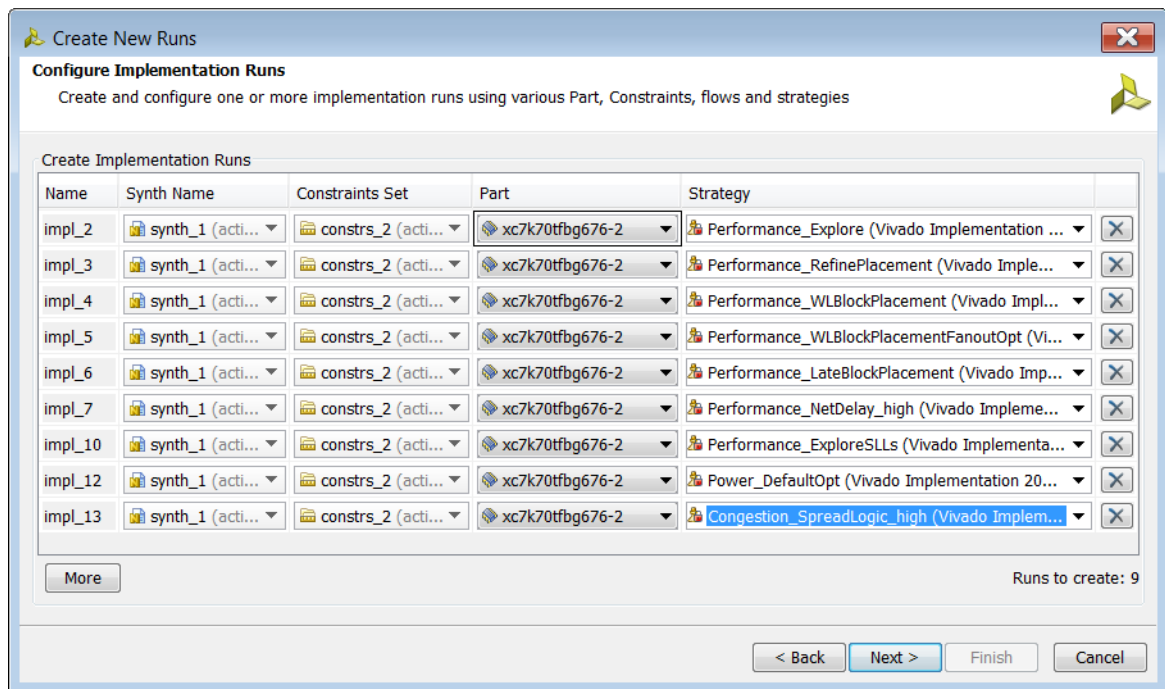 Create New Runs
Configure Implementation Runs
Create and configure one or more implementation runs using various Part, Constraints, flows and strategies
Create Implementation Runs
Name Synth Name Constraints Set Part Strategy
impl_2 synth_1 (acti... constrs_2 (acti... xc7k70tfbg676-2 Performance_Explore (Vivado Implementation ...
impl_3 synth_1 (acti... constrs_2 (acti... xc7k70tfbg676-2 Performance_RefinePlacement (Vivado Imple...
impl_4 synth_1 (acti... constrs_2 (acti... xc7k70tfbg676-2 Performance_WLBlockPlacement (Vivado Impl...
impl_5 synth_1 (acti... constrs_2 (acti... xc7k70tfbg676-2 Performance_WLBlockPlacementFanoutOpt (Vi...
impl_6 synth_1 (acti... constrs_2 (acti... xc7k70tfbg676-2 Performance_LateBlockPlacement (Vivado Imp...
impl_7 synth_1 (acti... constrs_2 (acti... xc7k70tfbg676-2 Performance_NetDelay_high (Vivado Impleme...
impl_10 synth_1 (acti... constrs_2 (acti... xc7k70tfbg676-2 Performance_ExploreSLLs (Vivado Implementa...
impl_12 synth_1 (acti... constrs_2 (acti... xc7k70tfbg676-2 Power_DefaultOpt (Vivado Implementation 20...
impl_13 synth_1 (acti... constrs_2 (acti... xc7k70tfbg676-2 Congestion_SpreadLogic_high (Vivado Implem...
More Runs to create: 9
< Back Next > Finish Cancel